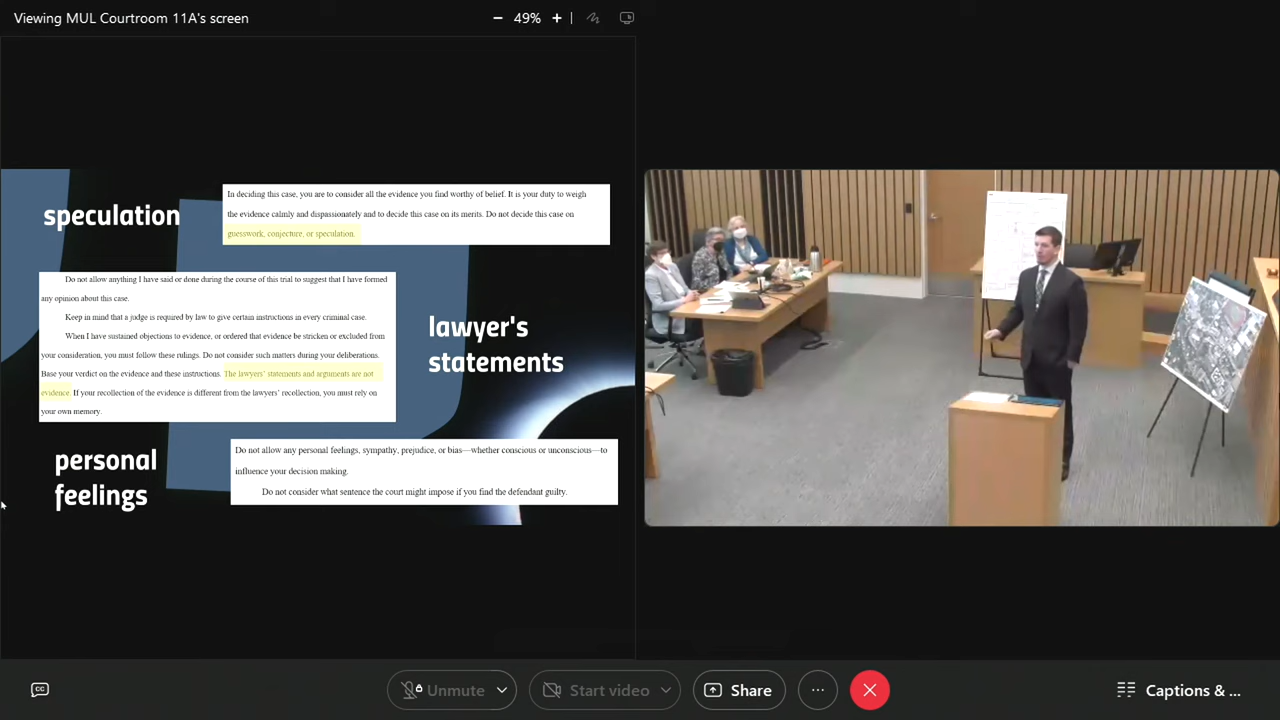 Viewing MUL Courtroom 11A's screen
49%
speculation
In deciding this case, you are to consider all the evidence you find worthy of belief. It is your duty to weigh
the evidence calmly and dispassionately and to decide this case on its merits. Do not decide this case on
guesswork, conjecture, or speculation.
Do not allow anything I have said or done during the course of this trial to suggest that I have formed
any opinion about this case.
Keep in mind that a judge is required by law to give certain instructions in every criminal case.
When I have sustained objections to evidence, or ordered that evidence be stricken or excluded from
your consideration, you must follow these rulings. Do not consider such matters during your deliberations.
Base your verdict on the evidence and these instructions. The lawyers' statements and arguments are not
evidence. If your recollection of the evidence is different from the lawyers' recollection, you must rely on
your own memory.
lawyer's
statements
personal
feelings
Do not allow any personal feelings, sympathy, prejudice, or bias—whether conscious or unconscious—to
influence your decision making.
Do not consider what sentence the court might impose if you find the defendant guilty.
CC
Unmute
Start video
Share
Captions & ...